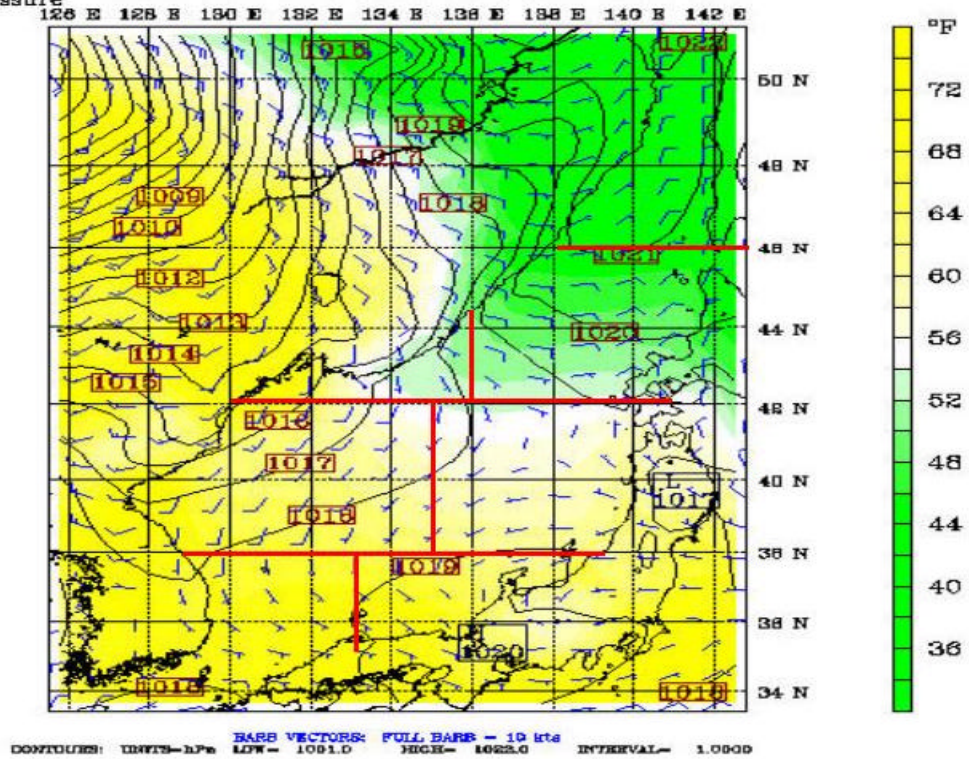 ssure
126 E 128 E 130 E 132 E 134 E 136 E 138 E 140 E 142 E
°F
1016
1022
50 N
72
1019
1017
48 N
68
1009
1018
64
1010
46 N
1021
1012
60
1013
44 N
1020
56
1014
1015
42 N
52
1016
1017
48
40 N
L
1017
1018
44
38 N
1019
40
36 N
1020
36
1018
1018
34 N
BARB VECTORS: FULL BARB = 10 kts
CONTOURS: UNITS=hPa LOW= 1001.0 HIGH= 1022.0 INTERVAL= 1.0000